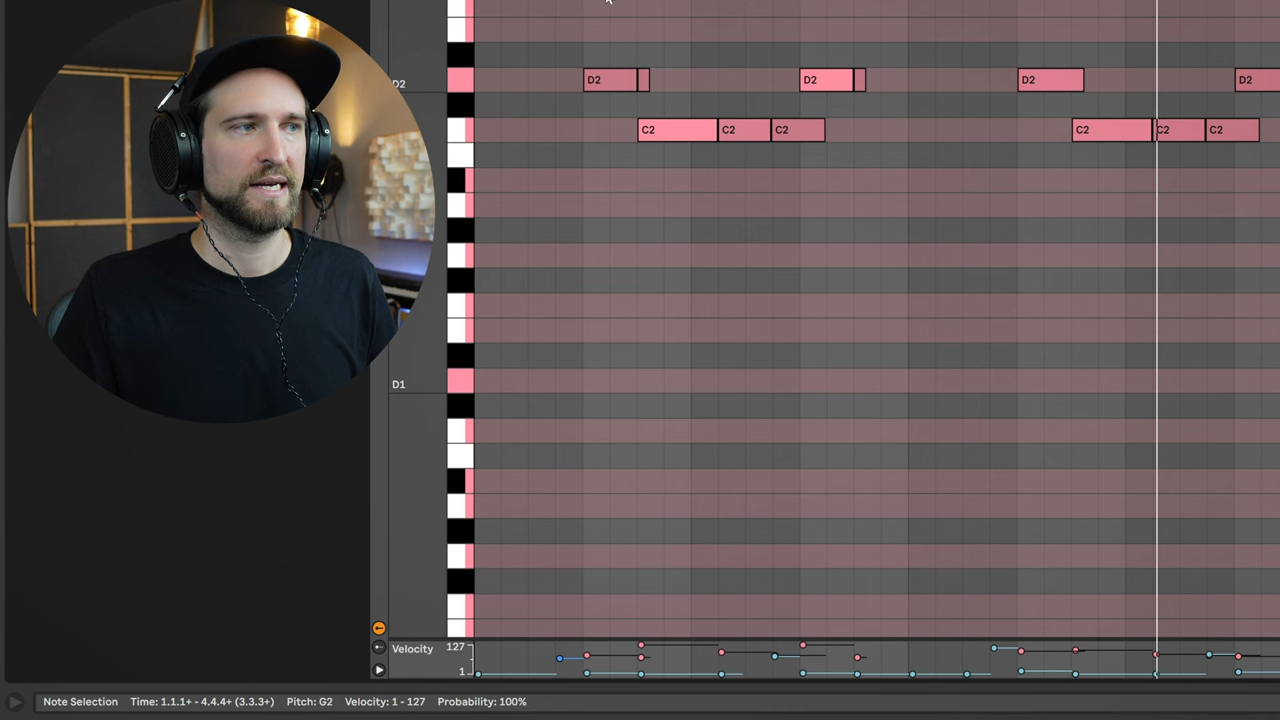 D2
D2
D2
D2
D2
C2
C2
C2
C2
C2
C2
D1
Velocity
127
1
Note Selection Time: 1.1.1+ - 4.4.4+ (3.3.3+) Pitch: G2 Velocity: 1 - 127 Probability: 100%